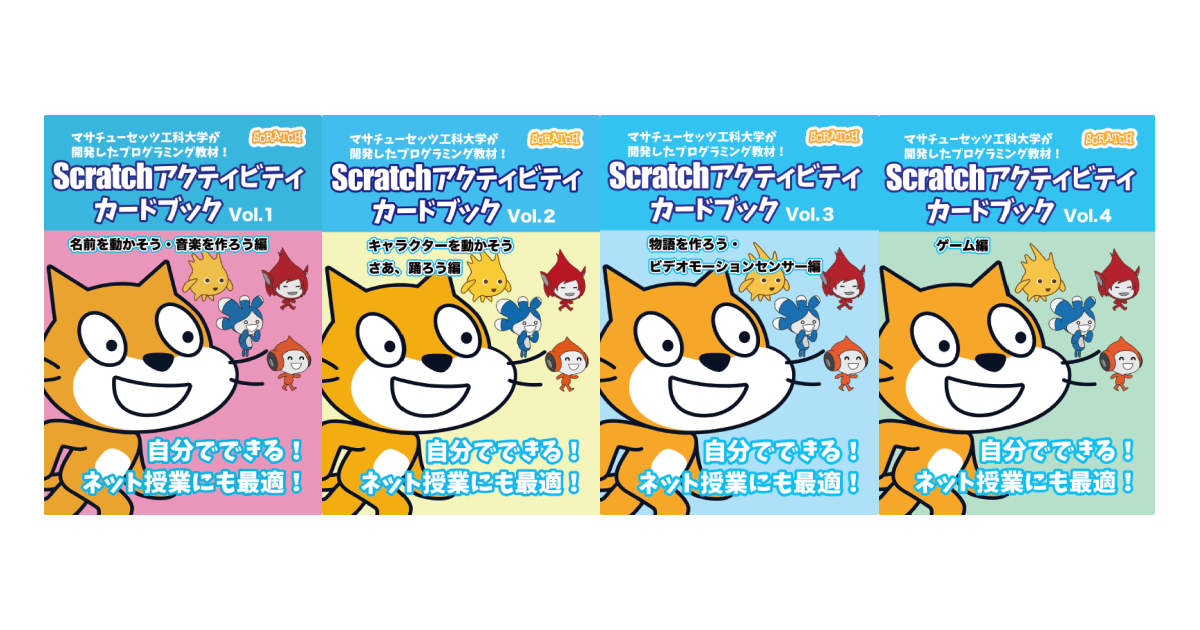 マサチューセッツ工科大学が
開発したプログラミング教材！
SCRATCH
Scratchアクティビティ
カードブック Vol.1
名前を動かそう・音楽を作ろう編
自分でできる！
ネット授業にも最適！
マサチューセッツ工科大学が
開発したプログラミング教材！
SCRATCH
Scratchアクティビティ
カードブック Vol.2
キャラクターを動かそう
さあ、踊ろう編
自分でできる！
ネット授業にも最適！
マサチューセッツ工科大学が
開発したプログラミング教材！
SCRATCH
Scratchアクティビティ
カードブック Vol.3
物語を作ろう・
ビデオモーションセンサー編
自分でできる！
ネット授業にも最適！
マサチューセッツ工科大学が
開発したプログラミング教材！
SCRATCH
Scratchアクティビティ
カードブック Vol.4
ゲーム編
自分でできる！
ネット授業にも最適！